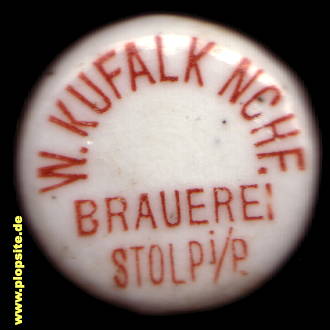 W. KUFALK NCHF.
BRAUEREI
STOLP i/P.
www.plopsite.de